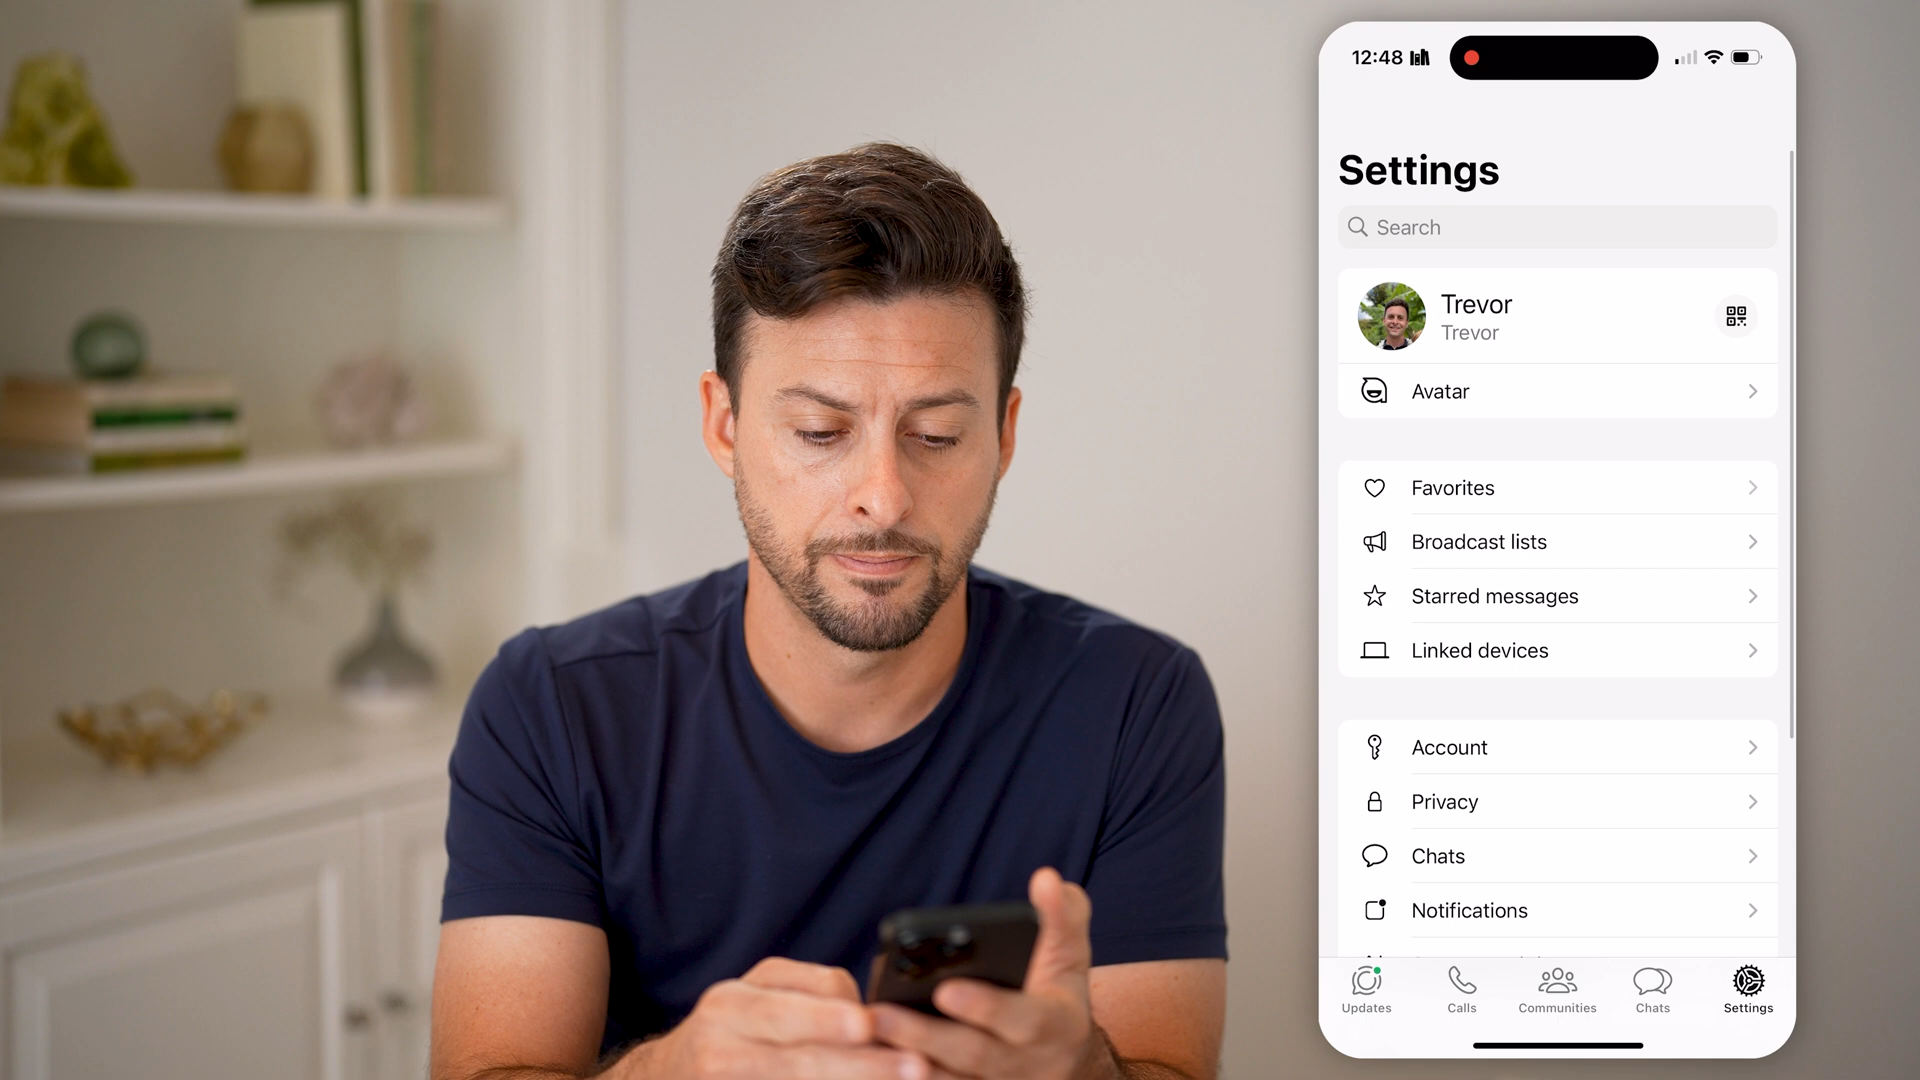 12:48
Settings
Search
Trevor
Trevor
Avatar
Favorites
Broadcast lists
Starred messages
Linked devices
Account
Privacy
Chats
Notifications
Updates
Calls
Communities
Chats
Settings